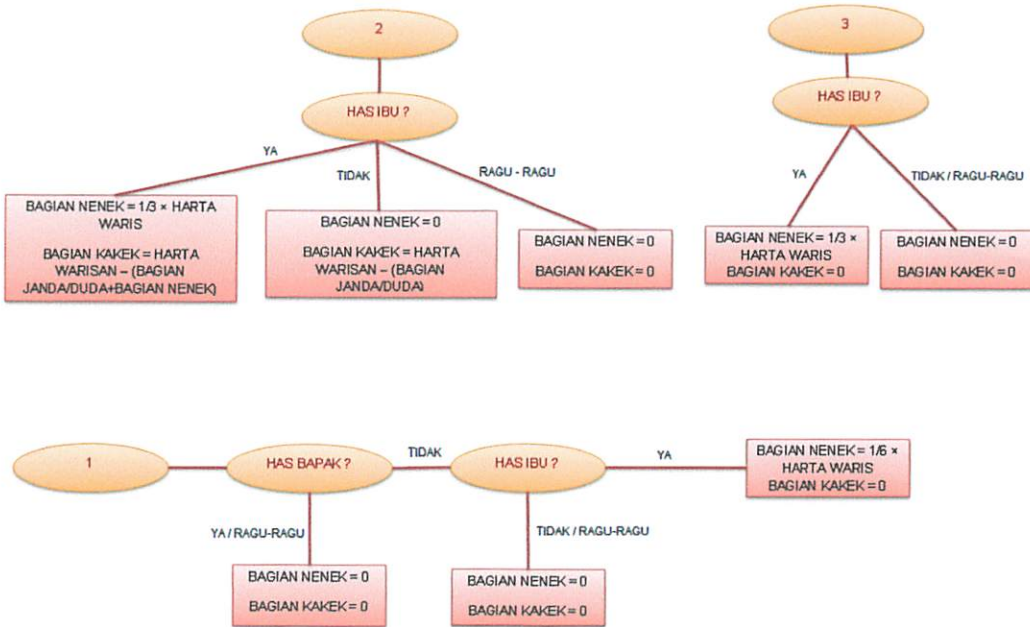 2
HAS IBU ?
YA
TIDAK
RAGU - RAGU
BAGIAN NENEK = 1/3 × HARTA
WARIS
BAGIAN KAKEK = HARTA
WARISAN – (BAGIAN
JANDA/DUDA+BAGIAN NENEK)
BAGIAN NENEK = 0
BAGIAN KAKEK = HARTA
WARISAN – (BAGIAN
JANDA/DUDA)
BAGIAN NENEK = 0
BAGIAN KAKEK = 0
3
HAS IBU ?
YA
TIDAK / RAGU-RAGU
BAGIAN NENEK = 1/3 ×
HARTA WARIS
BAGIAN KAKEK = 0
BAGIAN NENEK = 0
BAGIAN KAKEK = 0
1
HAS BAPAK ?
TIDAK
HAS IBU ?
YA
BAGIAN NENEK = 1/6 ×
HARTA WARIS
BAGIAN KAKEK = 0
YA / RAGU-RAGU
TIDAK / RAGU-RAGU
BAGIAN NENEK = 0
BAGIAN KAKEK = 0
BAGIAN NENEK = 0
BAGIAN KAKEK = 0